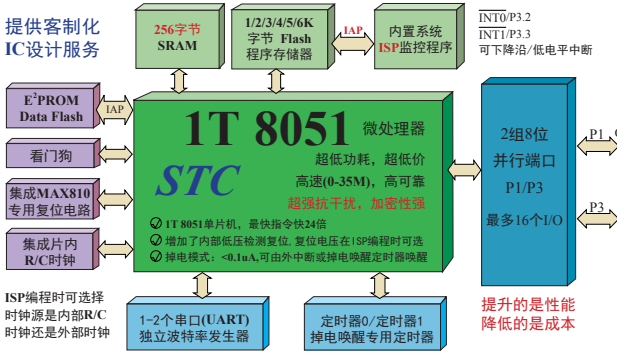 提供客制化
IC设计服务
256字节
SRAM
1/2/3/4/5/6K
字节 Flash
程序存储器
IAP
内置系统
ISP监控程序
INT0/P3.2
INT1/P3.3
可下降沿/低电平中断
E²PROM
Data Flash
IAP
看门狗
集成MAX810
专用复位电路
集成片内
R/C时钟
1T 8051 微处理器
STC
超低功耗，超低价
高速(0-35M)，高可靠
超强抗干扰，加密性强
1T 8051单片机，最快指令快24倍
增加了内部低压检测复位,复位电压在ISP编程时可选
掉电模式：<0.1uA,可由外中断或掉电唤醒定时器唤醒
2组8位
并行端口
P1/P3
最多16个I/O
P1
P3
ISP编程时可选择
时钟源是内部R/C
时钟还是外部时钟
1-2个串口(UART)
独立波特率发生器
定时器0/定时器1
掉电唤醒专用定时器
提升的是性能
降低的是成本